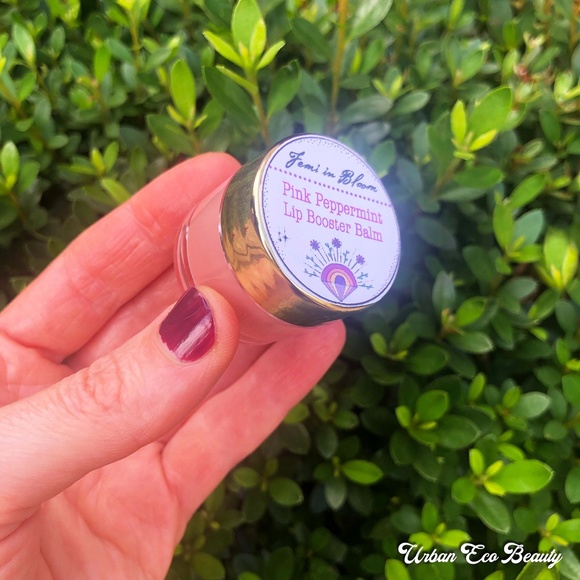 Femi in Bloom
Pink Peppermint
Lip Booster Balm
Urban Eco Beauty